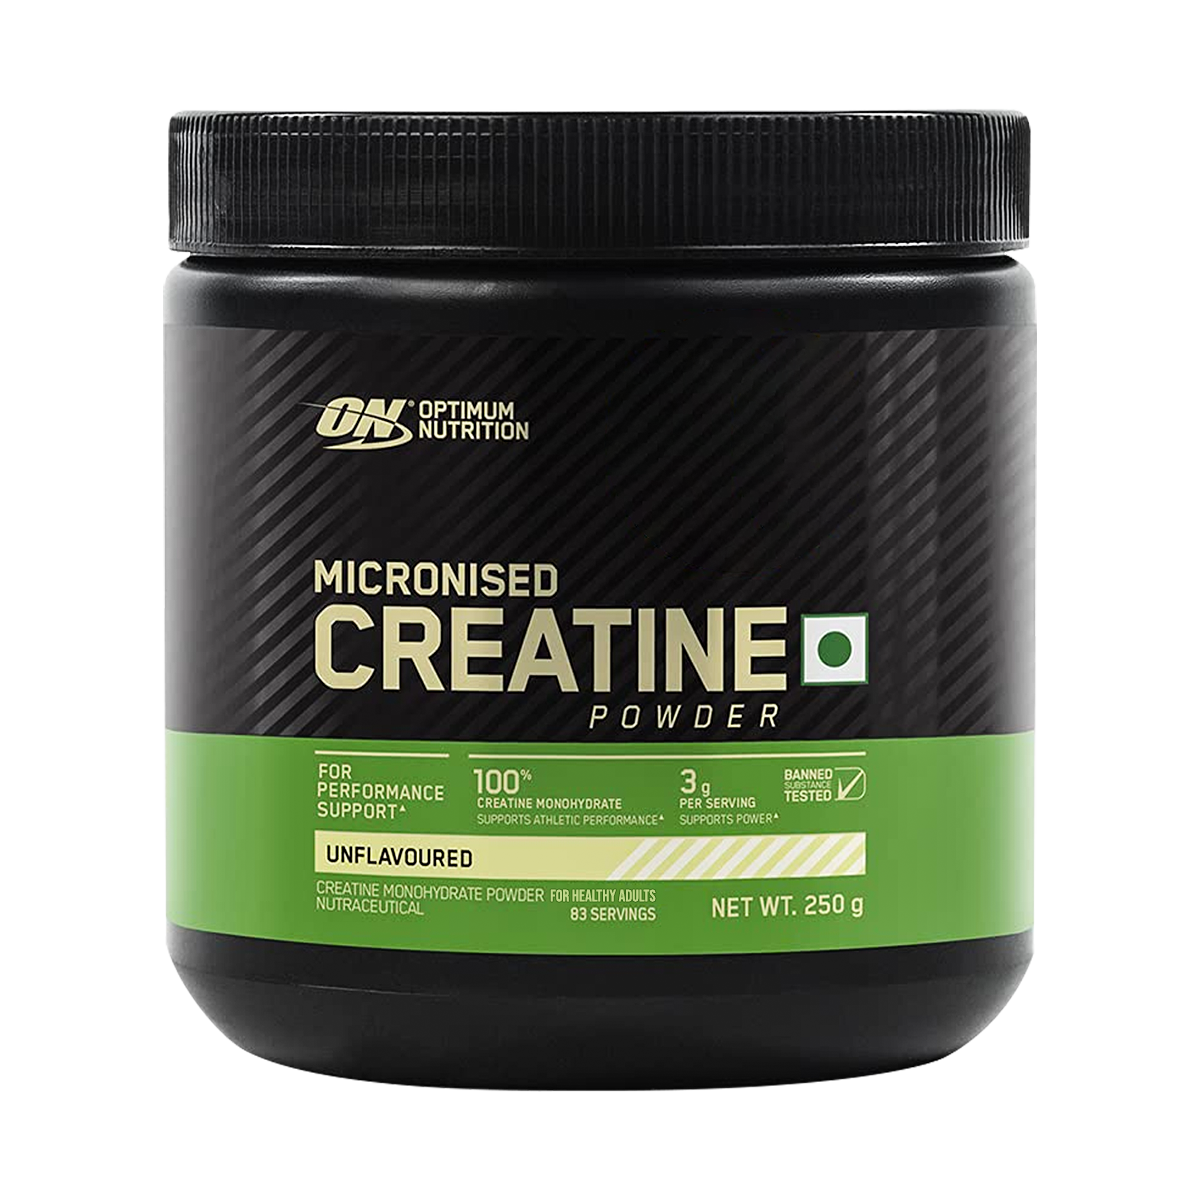 ON® OPTIMUM
NUTRITION
MICRONISED
CREATINE
POWDER
FOR
PERFORMANCE
SUPPORT▲
100%
CREATINE MONOHYDRATE
SUPPORTS ATHLETIC PERFORMANCE▲
3 g
PER SERVING
SUPPORTS POWER▲
BANNED
SUBSTANCE
TESTED
UNFLAVOURED
CREATINE MONOHYDRATE POWDER FOR HEALTHY ADULTS
NUTRACEUTICAL
83 SERVINGS
NET WT. 250 g